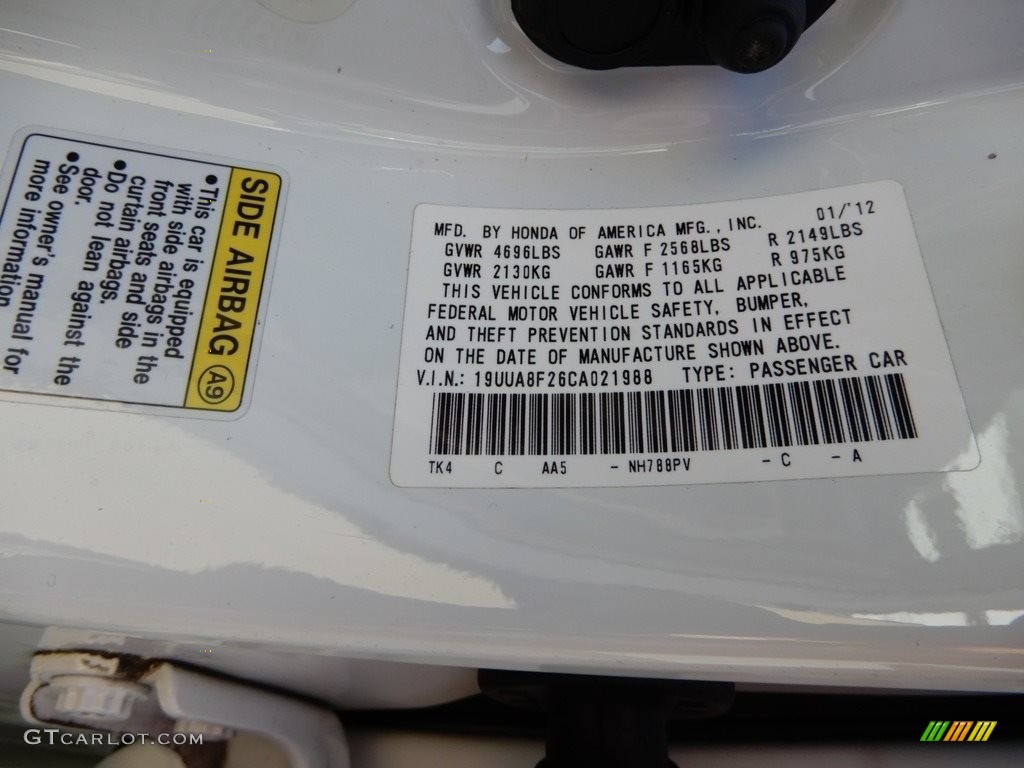 SIDE AIRBAG A9
•This car is equipped
with side airbags in the
front seats and side
curtain airbags.
•Do not lean against the
door.
•See owner's manual for
more information
MFD. BY HONDA OF AMERICA MFG., INC. 01/'12
GVWR 4696LBS GAWR F 2568LBS R 2149LBS
GVWR 2130KG GAWR F 1165KG R 975KG
THIS VEHICLE CONFORMS TO ALL APPLICABLE
FEDERAL MOTOR VEHICLE SAFETY, BUMPER,
AND THEFT PREVENTION STANDARDS IN EFFECT
ON THE DATE OF MANUFACTURE SHOWN ABOVE.
V.I.N.: 19UUA8F26CA021988 TYPE: PASSENGER CAR
TK4 C AA5 - NH788PV - C - A
GTCARLOT.COM